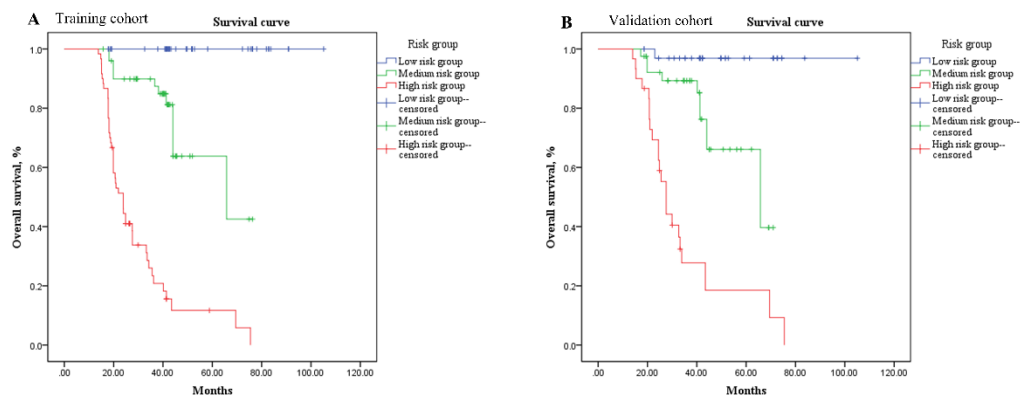 A Training cohort
Survival curve
Overall survival, %
1.0
0.8
0.6
0.4
0.2
0.0
.00 20.00 40.00 60.00 80.00 100.00 120.00
Months
Risk group
Low risk group
Medium risk group
High risk group
Low risk group--
censored
Medium risk group--
censored
High risk group--
censored
B Validation cohort
Survival curve
Overall survival, %
1.0
0.8
0.6
0.4
0.2
0.0
.00 20.00 40.00 60.00 80.00 100.00 120.00
Months
Risk group
Low risk group
Medium risk group
High risk group
Low risk group--
censored
Medium risk group--
censored
High risk group--
censored